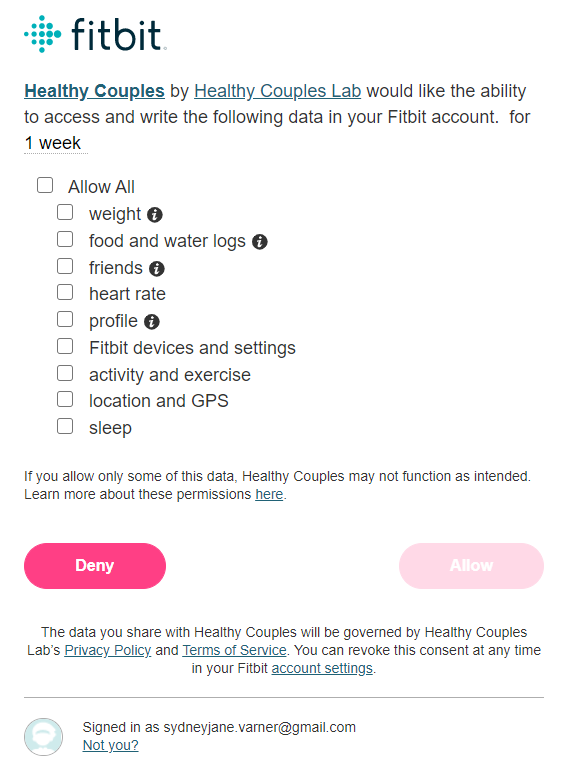 fitbit
Healthy Couples by Healthy Couples Lab would like the ability
to access and write the following data in your Fitbit account.  for
1 week
Allow All
weight
food and water logs
friends
heart rate
profile
Fitbit devices and settings
activity and exercise
location and GPS
sleep
If you allow only some of this data, Healthy Couples may not function as intended.
Learn more about these permissions here.
Deny
Allow
The data you share with Healthy Couples will be governed by Healthy Couples
Lab's Privacy Policy and Terms of Service. You can revoke this consent at any time
in your Fitbit account settings.
Signed in as sydneyjane.varner@gmail.com
Not you?